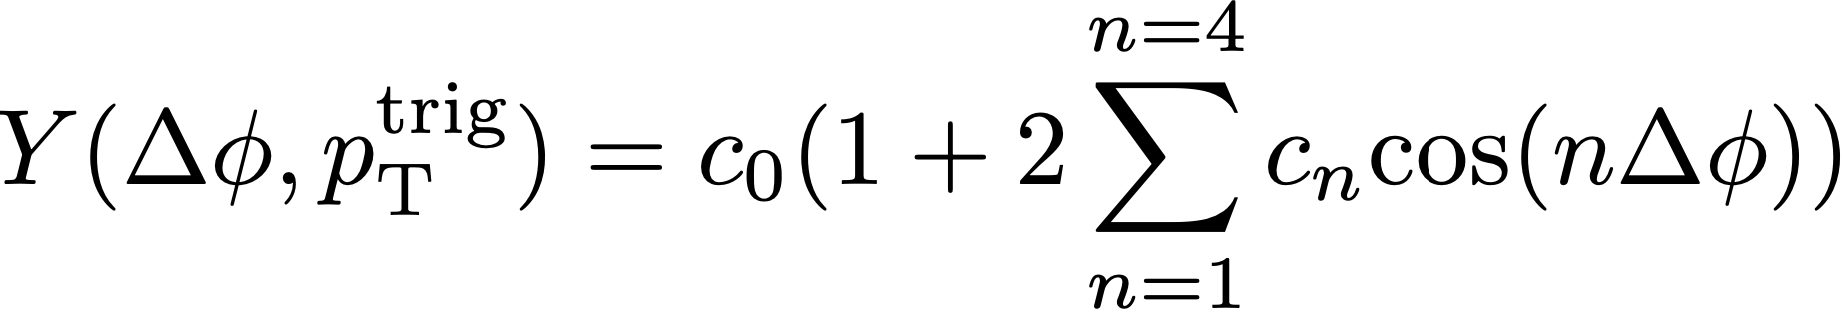 Y(Δϕ, p_T^trig) = c_0(1 + 2 ∑_{n=1}^{n=4} c_n cos(nΔϕ))